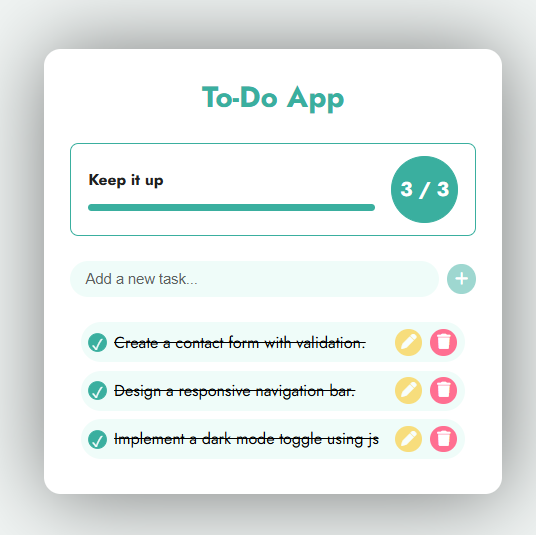 To-Do App
Keep it up
3 / 3
Add a new task...
Create a contact form with validation.
Design a responsive navigation bar.
Implement a dark mode toggle using js